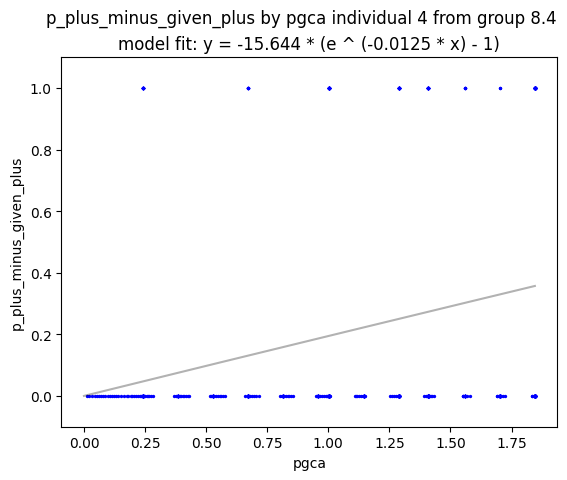 p_plus_minus_given_plus by pgca individual 4 from group 8.4
model fit: y = -15.644 * (e ^ (-0.0125 * x) - 1)
p_plus_minus_given_plus
1.0
0.8
0.6
0.4
0.2
0.0
0.00 0.25 0.50 0.75 1.00 1.25 1.50 1.75
pgca